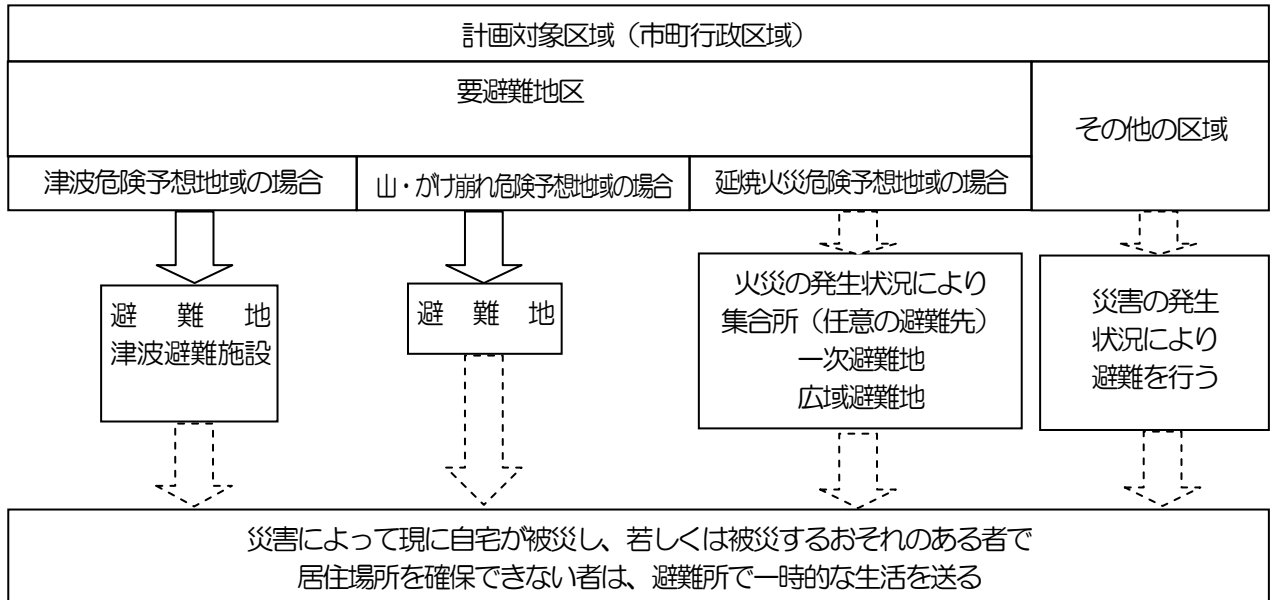 計画対象区域（市町行政区域）
要避難地区
その他の区域
津波危険予想地域の場合
山・がけ崩れ危険予想地域の場合
延焼火災危険予想地域の場合
避　難　地
津波避難施設
避　難　地
火災の発生状況により
集合所（任意の避難先）
一次避難地
広域避難地
災害の発生
状況により
避難を行う
災害によって現に自宅が被災し、若しくは被災するおそれのある者で
居住場所を確保できない者は、避難所で一時的な生活を送る